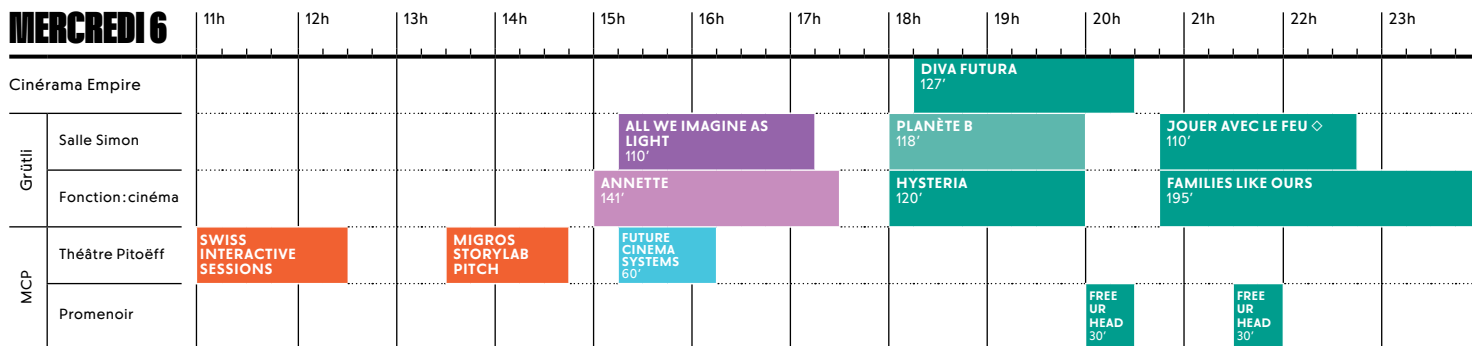 MERCREDI 6
11h 12h 13h 14h 15h 16h 17h 18h 19h 20h 21h 22h 23h
Cinérama Empire
DIVA FUTURA
127′
Grütli
Salle Simon
ALL WE IMAGINE AS
LIGHT
110′
PLANÈTE B
118′
JOUER AVEC LE FEU ◇
110′
Fonction:cinéma
ANNETTE
141′
HYSTERIA
120′
FAMILIES LIKE OURS
195′
MCP
Théâtre Pitoëff
SWISS
INTERACTIVE
SESSIONS
MIGROS
STORYLAB
PITCH
FUTURE
CINEMA
SYSTEMS
60′
Promenoir
FREE
UR
HEAD
30′
FREE
UR
HEAD
30′